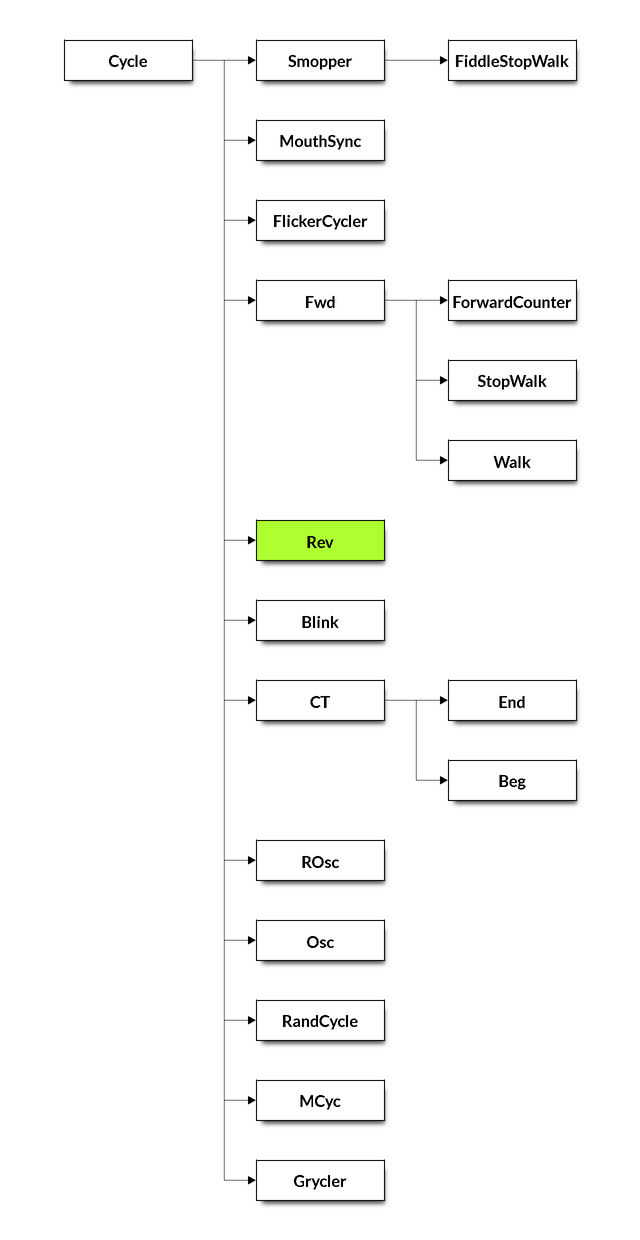 Cycle
Smopper
FiddleStopWalk
MouthSync
FlickerCycler
Fwd
ForwardCounter
StopWalk
Walk
Rev
Blink
CT
End
Beg
ROsc
Osc
RandCycle
MCyc
Grycler